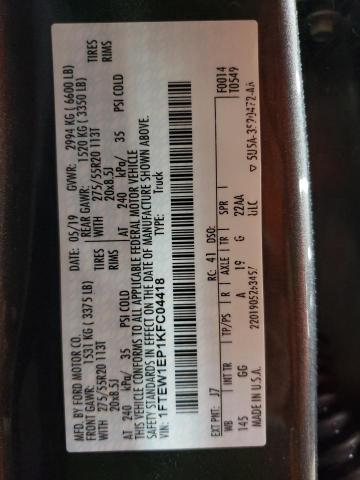 MFD. BY FORD MOTOR CO.
DATE: 05/19 GVWR: 2994 KG ( 6600 LB)
FRONT GAWR: 1531 KG ( 3375 LB) REAR GAWR: 1520 KG ( 3350 LB)
WITH 275/55R20 113T TIRES WITH 275/55R20 113T TIRES
20x8.5J RIMS 20x8.5J RIMS
AT 240 kPa/ 35 PSI COLD AT 240 kPa/ 35 PSI COLD
THIS VEHICLE CONFORMS TO ALL APPLICABLE FEDERAL MOTOR VEHICLE
SAFETY STANDARDS IN EFFECT ON THE DATE OF MANUFACTURE SHOWN ABOVE.
VIN: 1FTEW1EP1KFC04418
TYPE: Truck
F0014
T0549
EXT PNT: J7 RC: 41 DSO:
WB INT TR TP/PS R AXLE TR SPR
145 GG A 19 G 22AA
MADE IN U.S.A. ULC